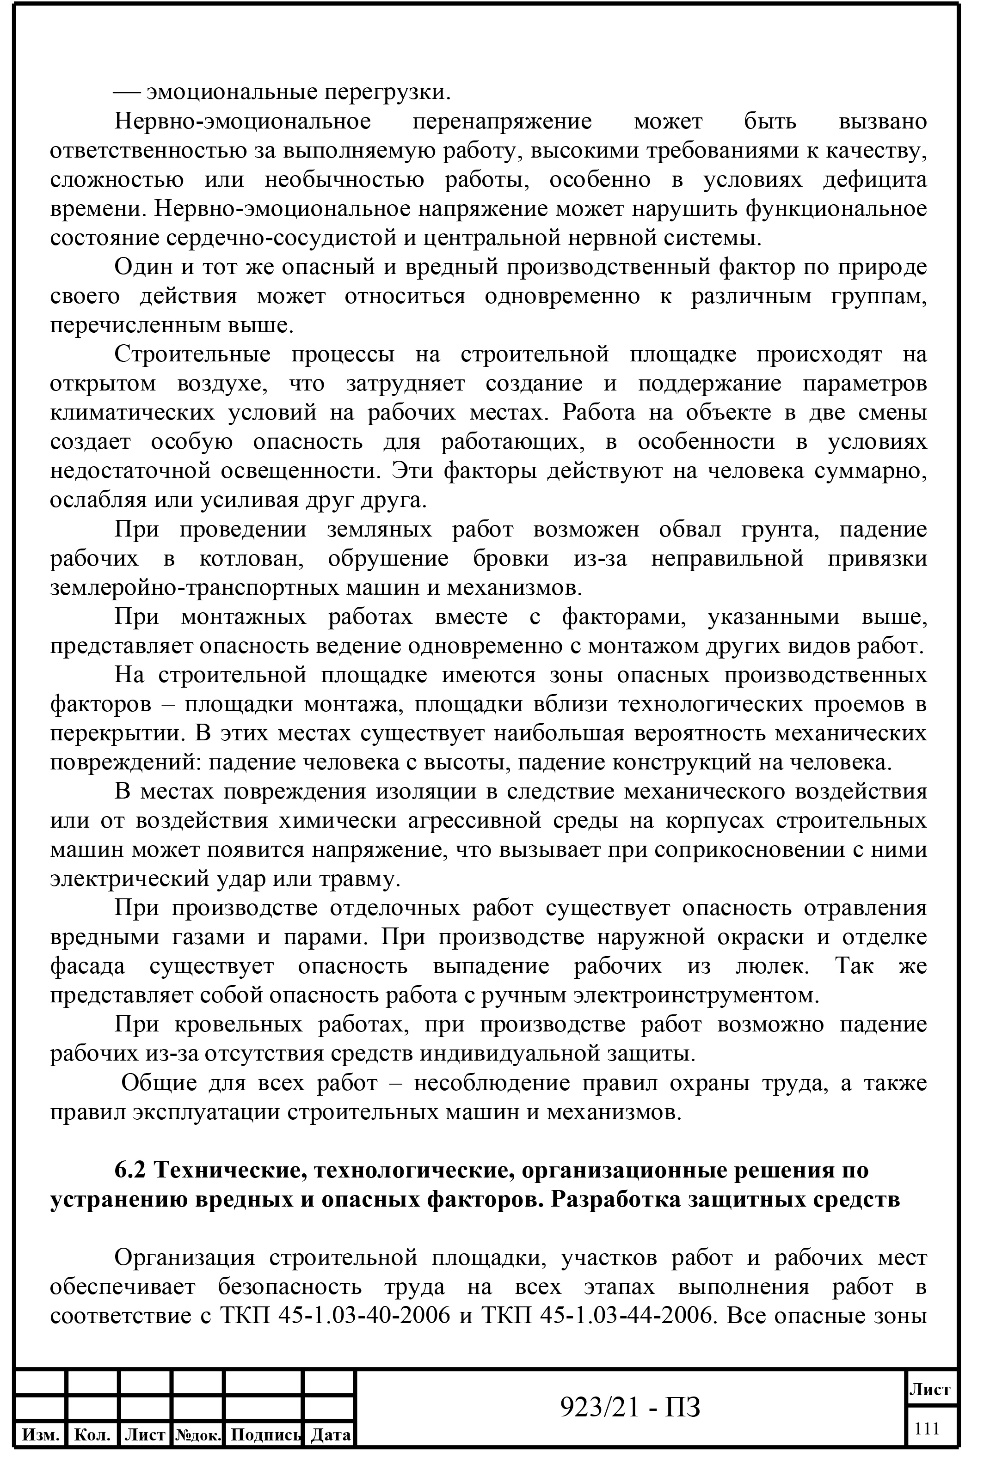 — эмоциональные перегрузки.
Нервно-эмоциональное перенапряжение может быть вызвано
ответственностью за выполняемую работу, высокими требованиями к качеству,
сложностью или необычностью работы, особенно в условиях дефицита
времени. Нервно-эмоциональное напряжение может нарушить функциональное
состояние сердечно-сосудистой и центральной нервной системы.
Один и тот же опасный и вредный производственный фактор по природе
своего действия может относиться одновременно к различным группам,
перечисленным выше.
Строительные процессы на строительной площадке происходят на
открытом воздухе, что затрудняет создание и поддержание параметров
климатических условий на рабочих местах. Работа на объекте в две смены
создает особую опасность для работающих, в особенности в условиях
недостаточной освещенности. Эти факторы действуют на человека суммарно,
ослабляя или усиливая друг друга.
При проведении земляных работ возможен обвал грунта, падение
рабочих в котлован, обрушение бровки из-за неправильной привязки
землеройно-транспортных машин и механизмов.
При монтажных работах вместе с факторами, указанными выше,
представляет опасность ведение одновременно с монтажом других видов работ.
На строительной площадке имеются зоны опасных производственных
факторов – площадки монтажа, площадки вблизи технологических проемов в
перекрытии. В этих местах существует наибольшая вероятность механических
повреждений: падение человека с высоты, падение конструкций на человека.
В местах повреждения изоляции в следствие механического воздействия
или от воздействия химически агрессивной среды на корпусах строительных
машин может появится напряжение, что вызывает при соприкосновении с ними
электрический удар или травму.
При производстве отделочных работ существует опасность отравления
вредными газами и парами. При производстве наружной окраски и отделке
фасада существует опасность выпадение рабочих из люлек. Так же
представляет собой опасность работа с ручным электроинструментом.
При кровельных работах, при производстве работ возможно падение
рабочих из-за отсутствия средств индивидуальной защиты.
Общие для всех работ – несоблюдение правил охраны труда, а также
правил эксплуатации строительных машин и механизмов.
6.2 Технические, технологические, организационные решения по
устранению вредных и опасных факторов. Разработка защитных средств
Организация строительной площадки, участков работ и рабочих мест
обеспечивает безопасность труда на всех этапах выполнения работ в
соответствие с ТКП 45-1.03-40-2006 и ТКП 45-1.03-44-2006. Все опасные зоны
923/21 - ПЗ
Лист
111
Изм. Кол. Лист №док. Подпись Дата